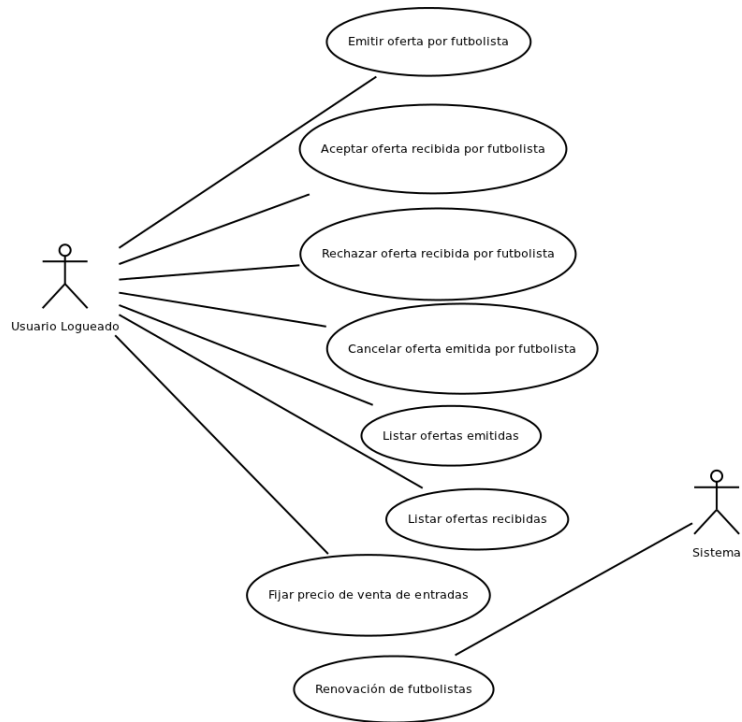 Emitir oferta por futbolista
Aceptar oferta recibida por futbolista
Rechazar oferta recibida por futbolista
Usuario Logueado
Cancelar oferta emitida por futbolista
Listar ofertas emitidas
Listar ofertas recibidas
Sistema
Fijar precio de venta de entradas
Renovación de futbolistas